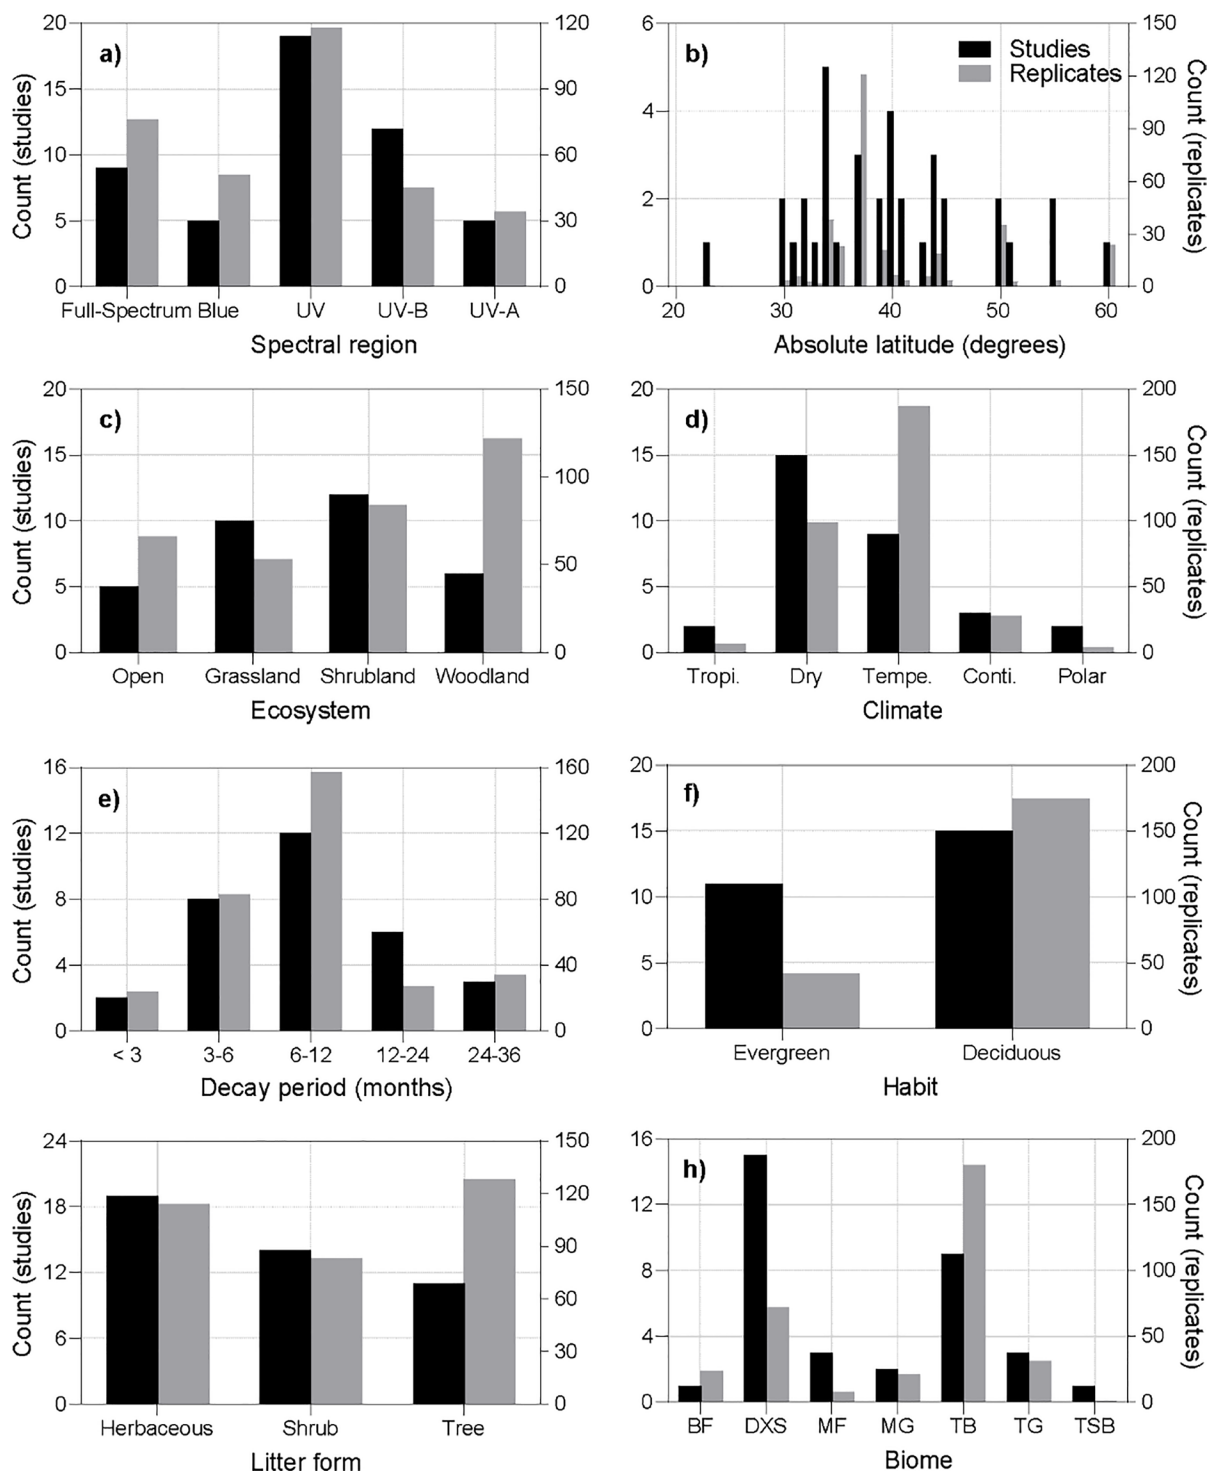 a)
Count (studies)
20
15
10
5
0
120
90
60
30
0
Full-Spectrum Blue UV UV-B UV-A
Spectral region
b)
Studies
Replicates
6
4
2
0
150
120
90
60
30
0
Count (replicates)
20 30 40 50 60
Absolute latitude (degrees)
c)
Count (studies)
20
15
10
5
0
150
100
50
0
Open Grassland Shrubland Woodland
Ecosystem
d)
20
15
10
5
0
200
150
100
50
0
Count (replicates)
Tropi. Dry Tempe. Conti. Polar
Climate
e)
Count (studies)
16
12
8
4
0
160
120
80
40
0
< 3 3-6 6-12 12-24 24-36
Decay period (months)
f)
20
15
10
5
0
200
150
100
50
0
Count (replicates)
Evergreen Deciduous
Habit
Count (studies)
24
18
12
6
0
150
120
90
60
30
0
Herbaceous Shrub Tree
Litter form
h)
16
12
8
4
0
200
150
100
50
0
Count (replicates)
BF DXS MF MG TB TG TSB
Biome